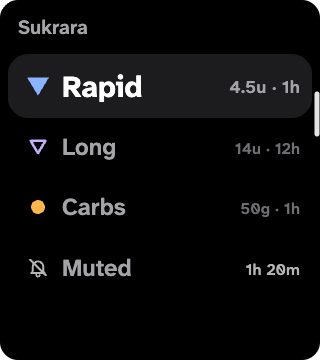 Sukrara
Rapid 4.5u · 1h
Long 14u · 12h
Carbs 50g · 1h
Muted 1h 20m